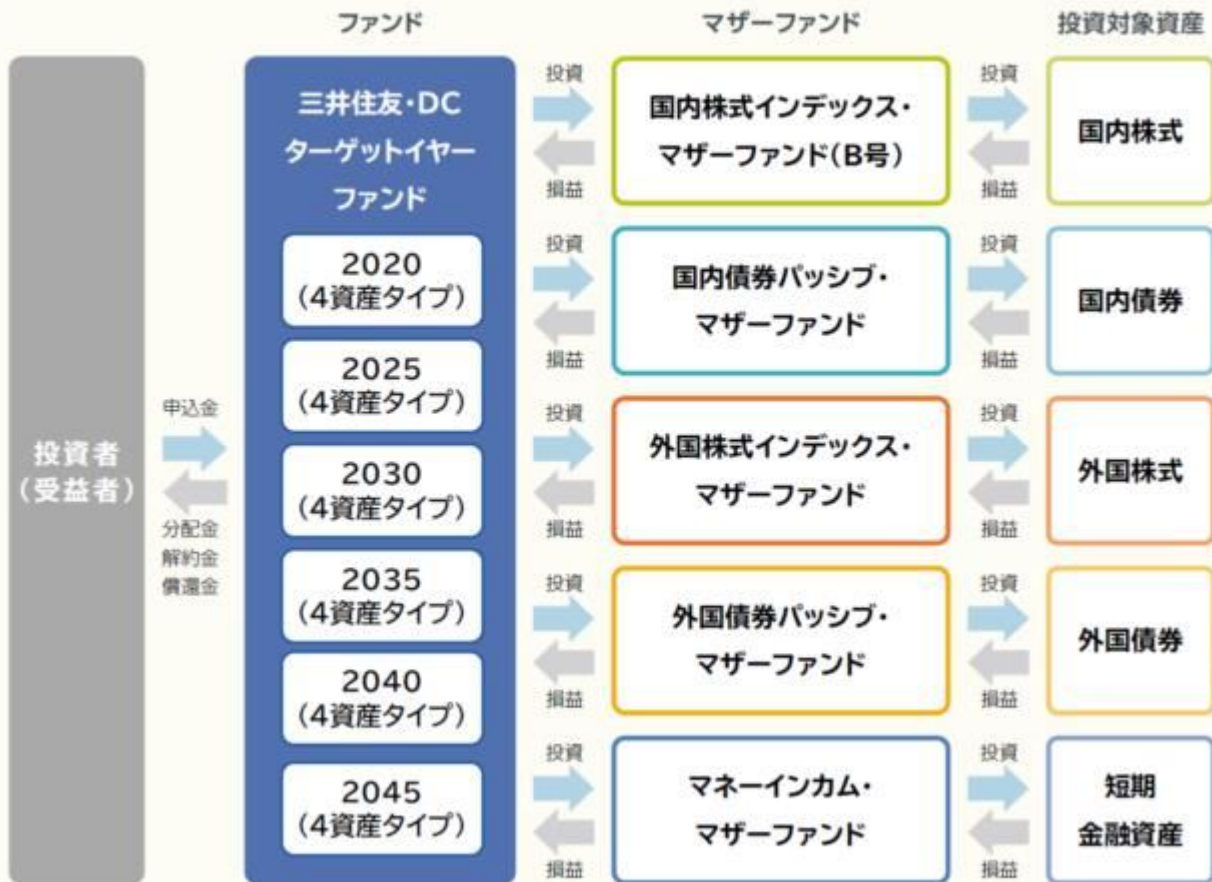 ファンド
マザーファンド
投資対象資産
投資者
(受益者)
申込金
分配金
解約金
償還金
三井住友・DC
ターゲットイヤー
ファンド
2020
(4資産タイプ)
2025
(4資産タイプ)
2030
(4資産タイプ)
2035
(4資産タイプ)
2040
(4資産タイプ)
2045
(4資産タイプ)
投資
損益
国内株式インデックス・
マザーファンド(B号)
投資
損益
国内株式
投資
損益
国内債券パッシブ・
マザーファンド
投資
損益
国内債券
投資
損益
外国株式インデックス・
マザーファンド
投資
損益
外国株式
投資
損益
外国債券パッシブ・
マザーファンド
投資
損益
外国債券
投資
損益
マネーインカム・
マザーファンド
投資
損益
短期
金融資産